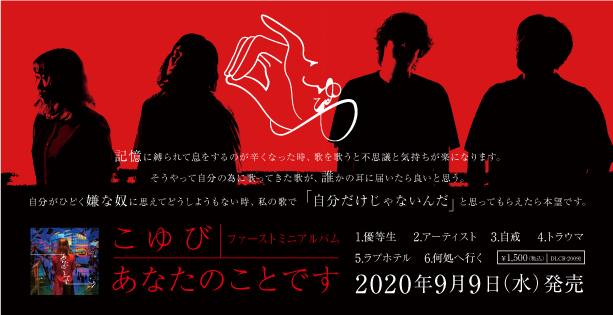 こゆび
記憶に縛られて息をするのが辛くなった時、歌を歌うと不思議と気持ちが楽になります。
そうやって自分の為に歌ってきた歌が、誰かの耳に届いたら良いと思う。
自分がひどく嫌な奴に思えてどうしようもない時、私の歌で「自分だけじゃないんだ」と思ってもらえたら本望です。
こゆび ファーストミニアルバム
あなたのことです
1.優等生 2.アーティスト 3.自戒 4.トラウマ
5.ラブホテル 6.何処へ行く ¥1,500(税込) DLCR-20091
2020年9月9日(水)発売